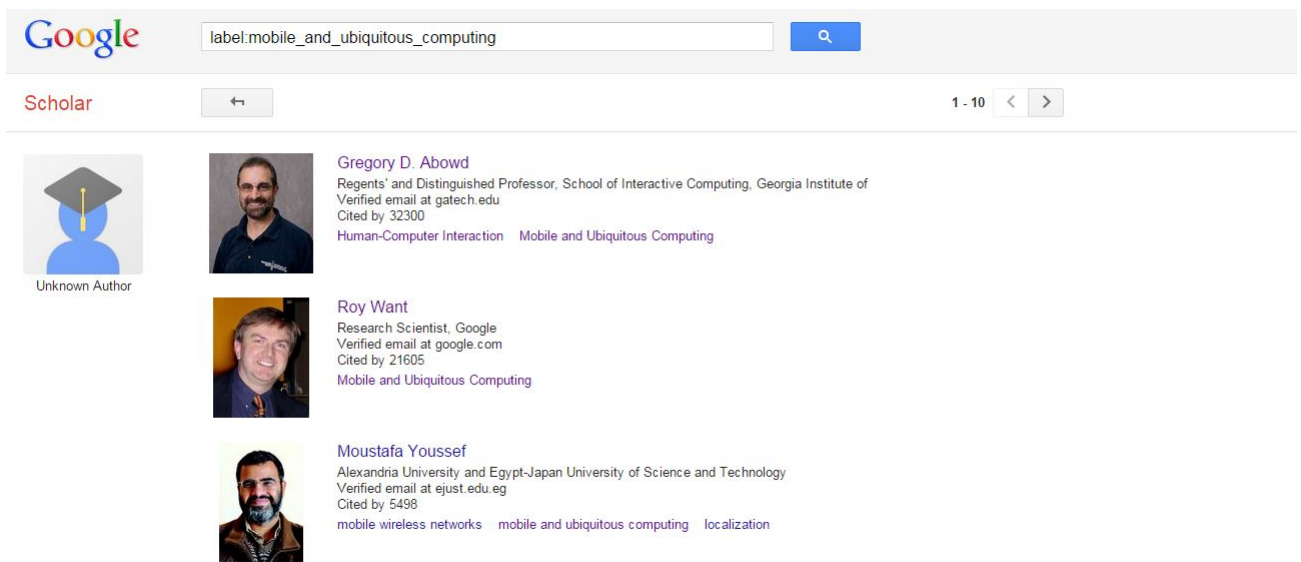 Google
label:mobile_and_ubiquitous_computing
Scholar
1 - 10
Unknown Author
Gregory D. Abowd
Regents' and Distinguished Professor, School of Interactive Computing, Georgia Institute of
Verified email at gatech.edu
Cited by 32300
Human-Computer Interaction Mobile and Ubiquitous Computing
Roy Want
Research Scientist, Google
Verified email at google.com
Cited by 21605
Mobile and Ubiquitous Computing
Moustafa Youssef
Alexandria University and Egypt-Japan University of Science and Technology
Verified email at ejust.edu.eg
Cited by 5498
mobile wireless networks mobile and ubiquitous computing localization